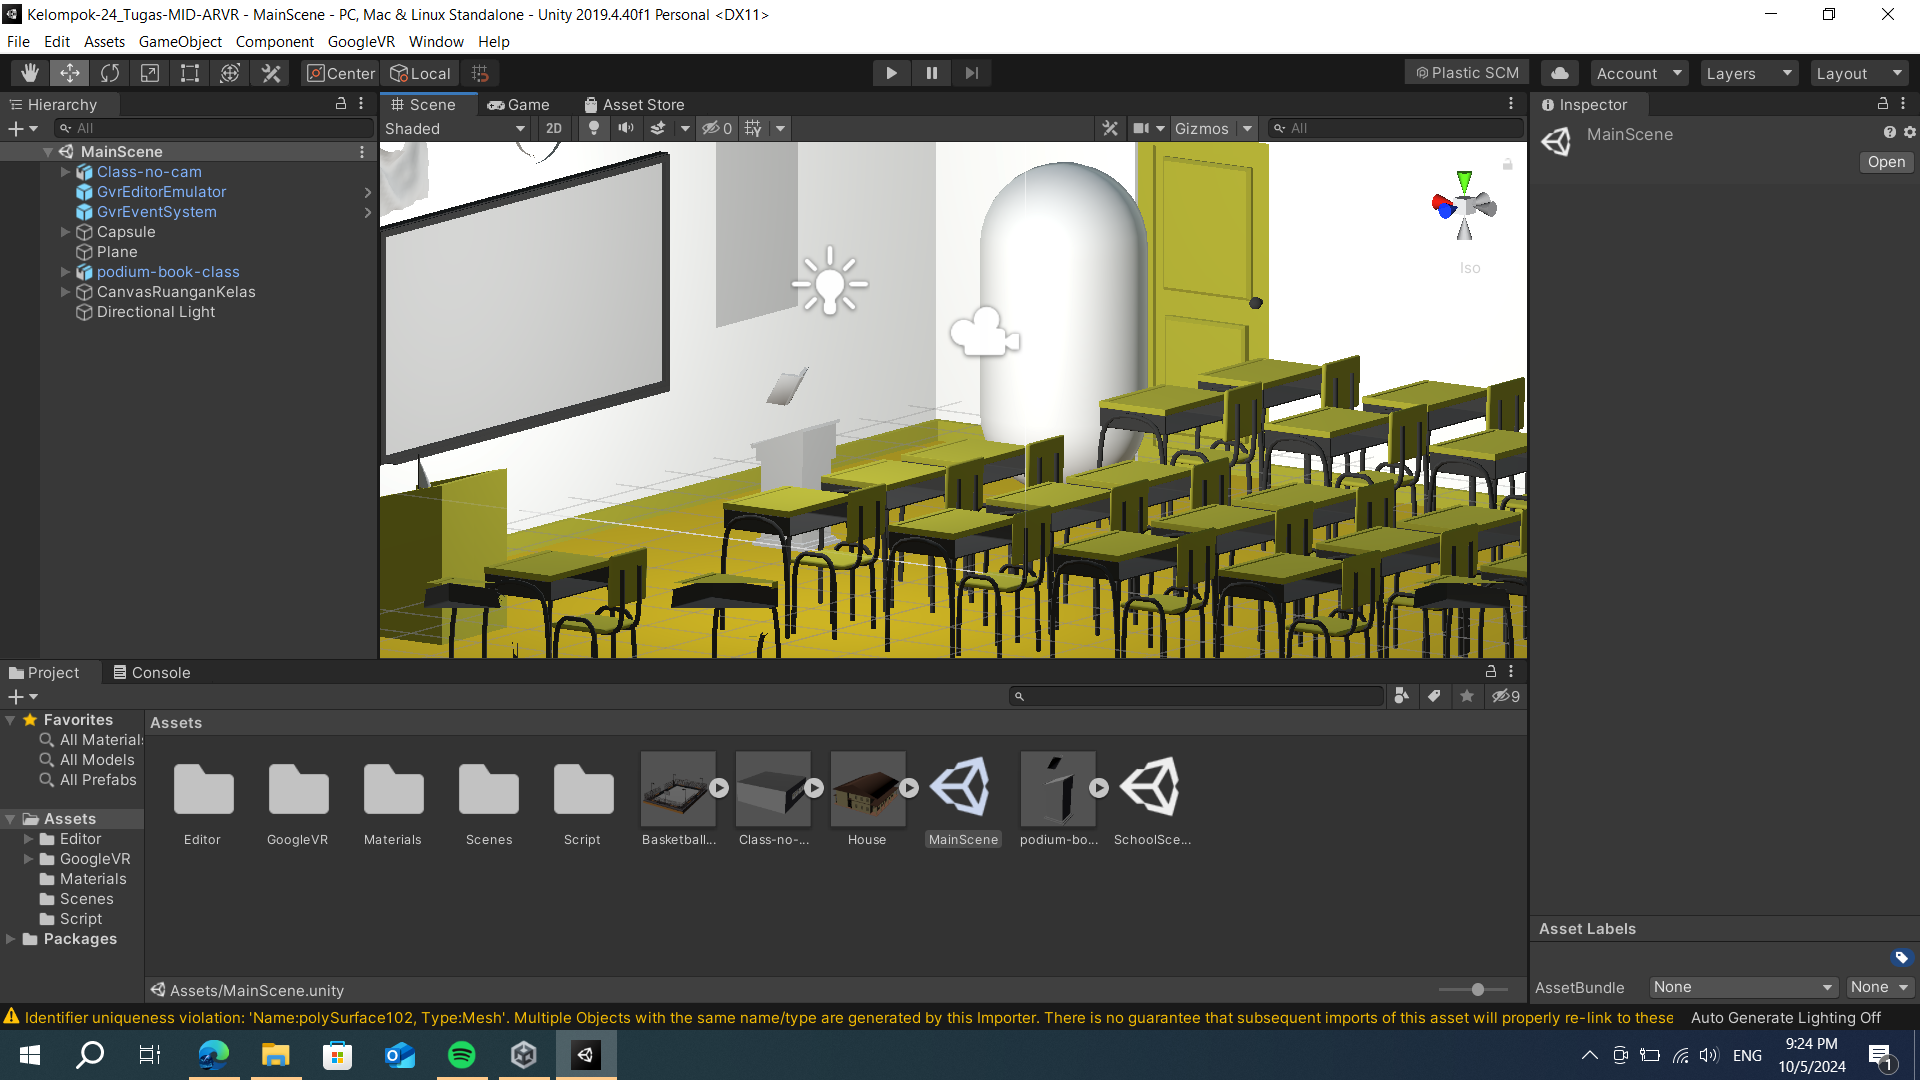 Kelompok-24_Tugas-MID-ARVR - MainScene - PC, Mac & Linux Standalone - Unity 2019.4.40f1 Personal <DX11>
File Edit Assets GameObject Component GoogleVR Window Help
Center Local Plastic SCM Account Layers Layout
Hierarchy
All
MainScene
Class-no-cam
GvrEditorEmulator
GvrEventSystem
Capsule
Plane
podium-book-class
CanvasRuanganKelas
Directional Light
Scene Game Asset Store
Shaded 2D 0 Gizmos All
Iso
Inspector
MainScene
Open
Project Console
9
Favorites
All Material
All Models
All Prefabs
Assets
Editor
GoogleVR
Materials
Scenes
Script
Packages
Assets
Editor GoogleVR Materials Scenes Script Basketball... Class-no-... House MainScene podium-bo... SchoolSce...
Assets/MainScene.unity
Asset Labels
AssetBundle None None
Identifier uniqueness violation: 'Name:polySurface102, Type:Mesh'. Multiple Objects with the same name/type are generated by this Importer. There is no guarantee that subsequent imports of this asset will properly re-link to these
Auto Generate Lighting Off
ENG
9:24 PM
10/5/2024
1